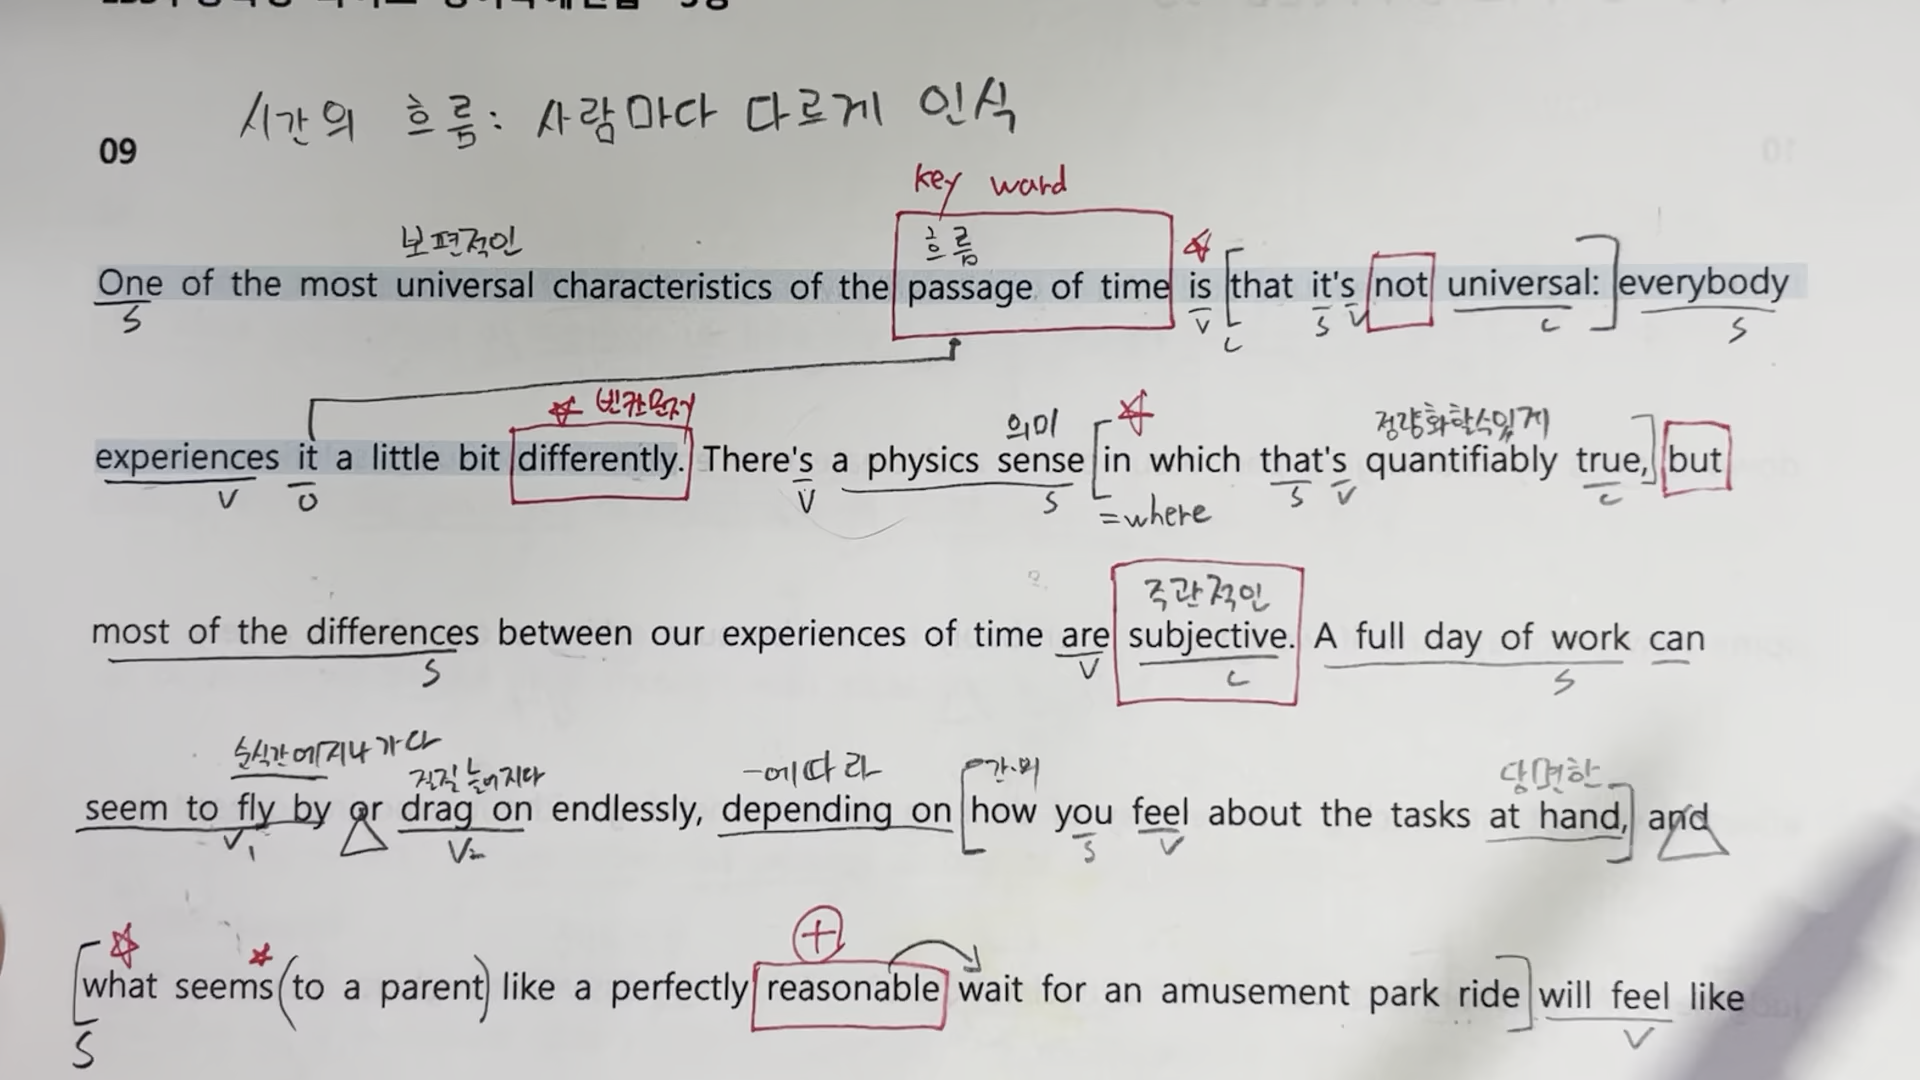 시간의 흐름: 사람마다 다르게 인식
09
key ward
보편적인
흐름
One of the most universal characteristics of the passage of time is that it's not universal: everybody
S V C S V C S
빈칸문제
의미
정량화할수있게
experiences it a little bit differently. There's a physics sense in which that's quantifiably true, but
V O V S S V C
=where
주관적인
most of the differences between our experiences of time are subjective. A full day of work can
S V C S
순식간에지나가다
질질 늘어지다
-에따라
간.의
당면한
seem to fly by or drag on endlessly, depending on how you feel about the tasks at hand, and
V1 V2 S V
+
what seems (to a parent) like a perfectly reasonable wait for an amusement park ride will feel like
S V